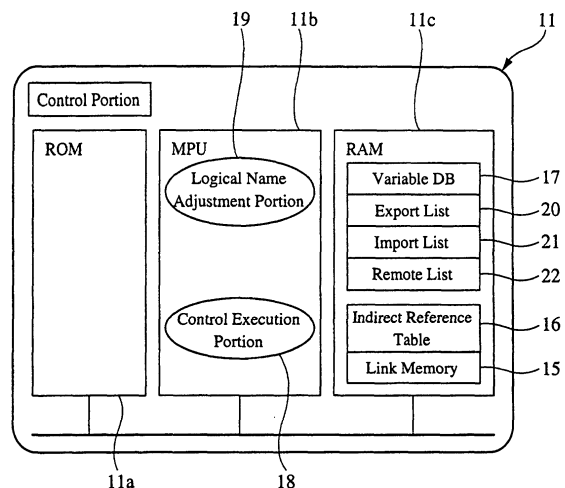 19
11b
11c
11
Control Portion
ROM
MPU
RAM
Logical Name
Adjustment Portion
Variable DB
17
Export List
20
Import List
21
Remote List
22
Control Execution
Portion
Indirect Reference
Table
16
Link Memory
15
11a
18